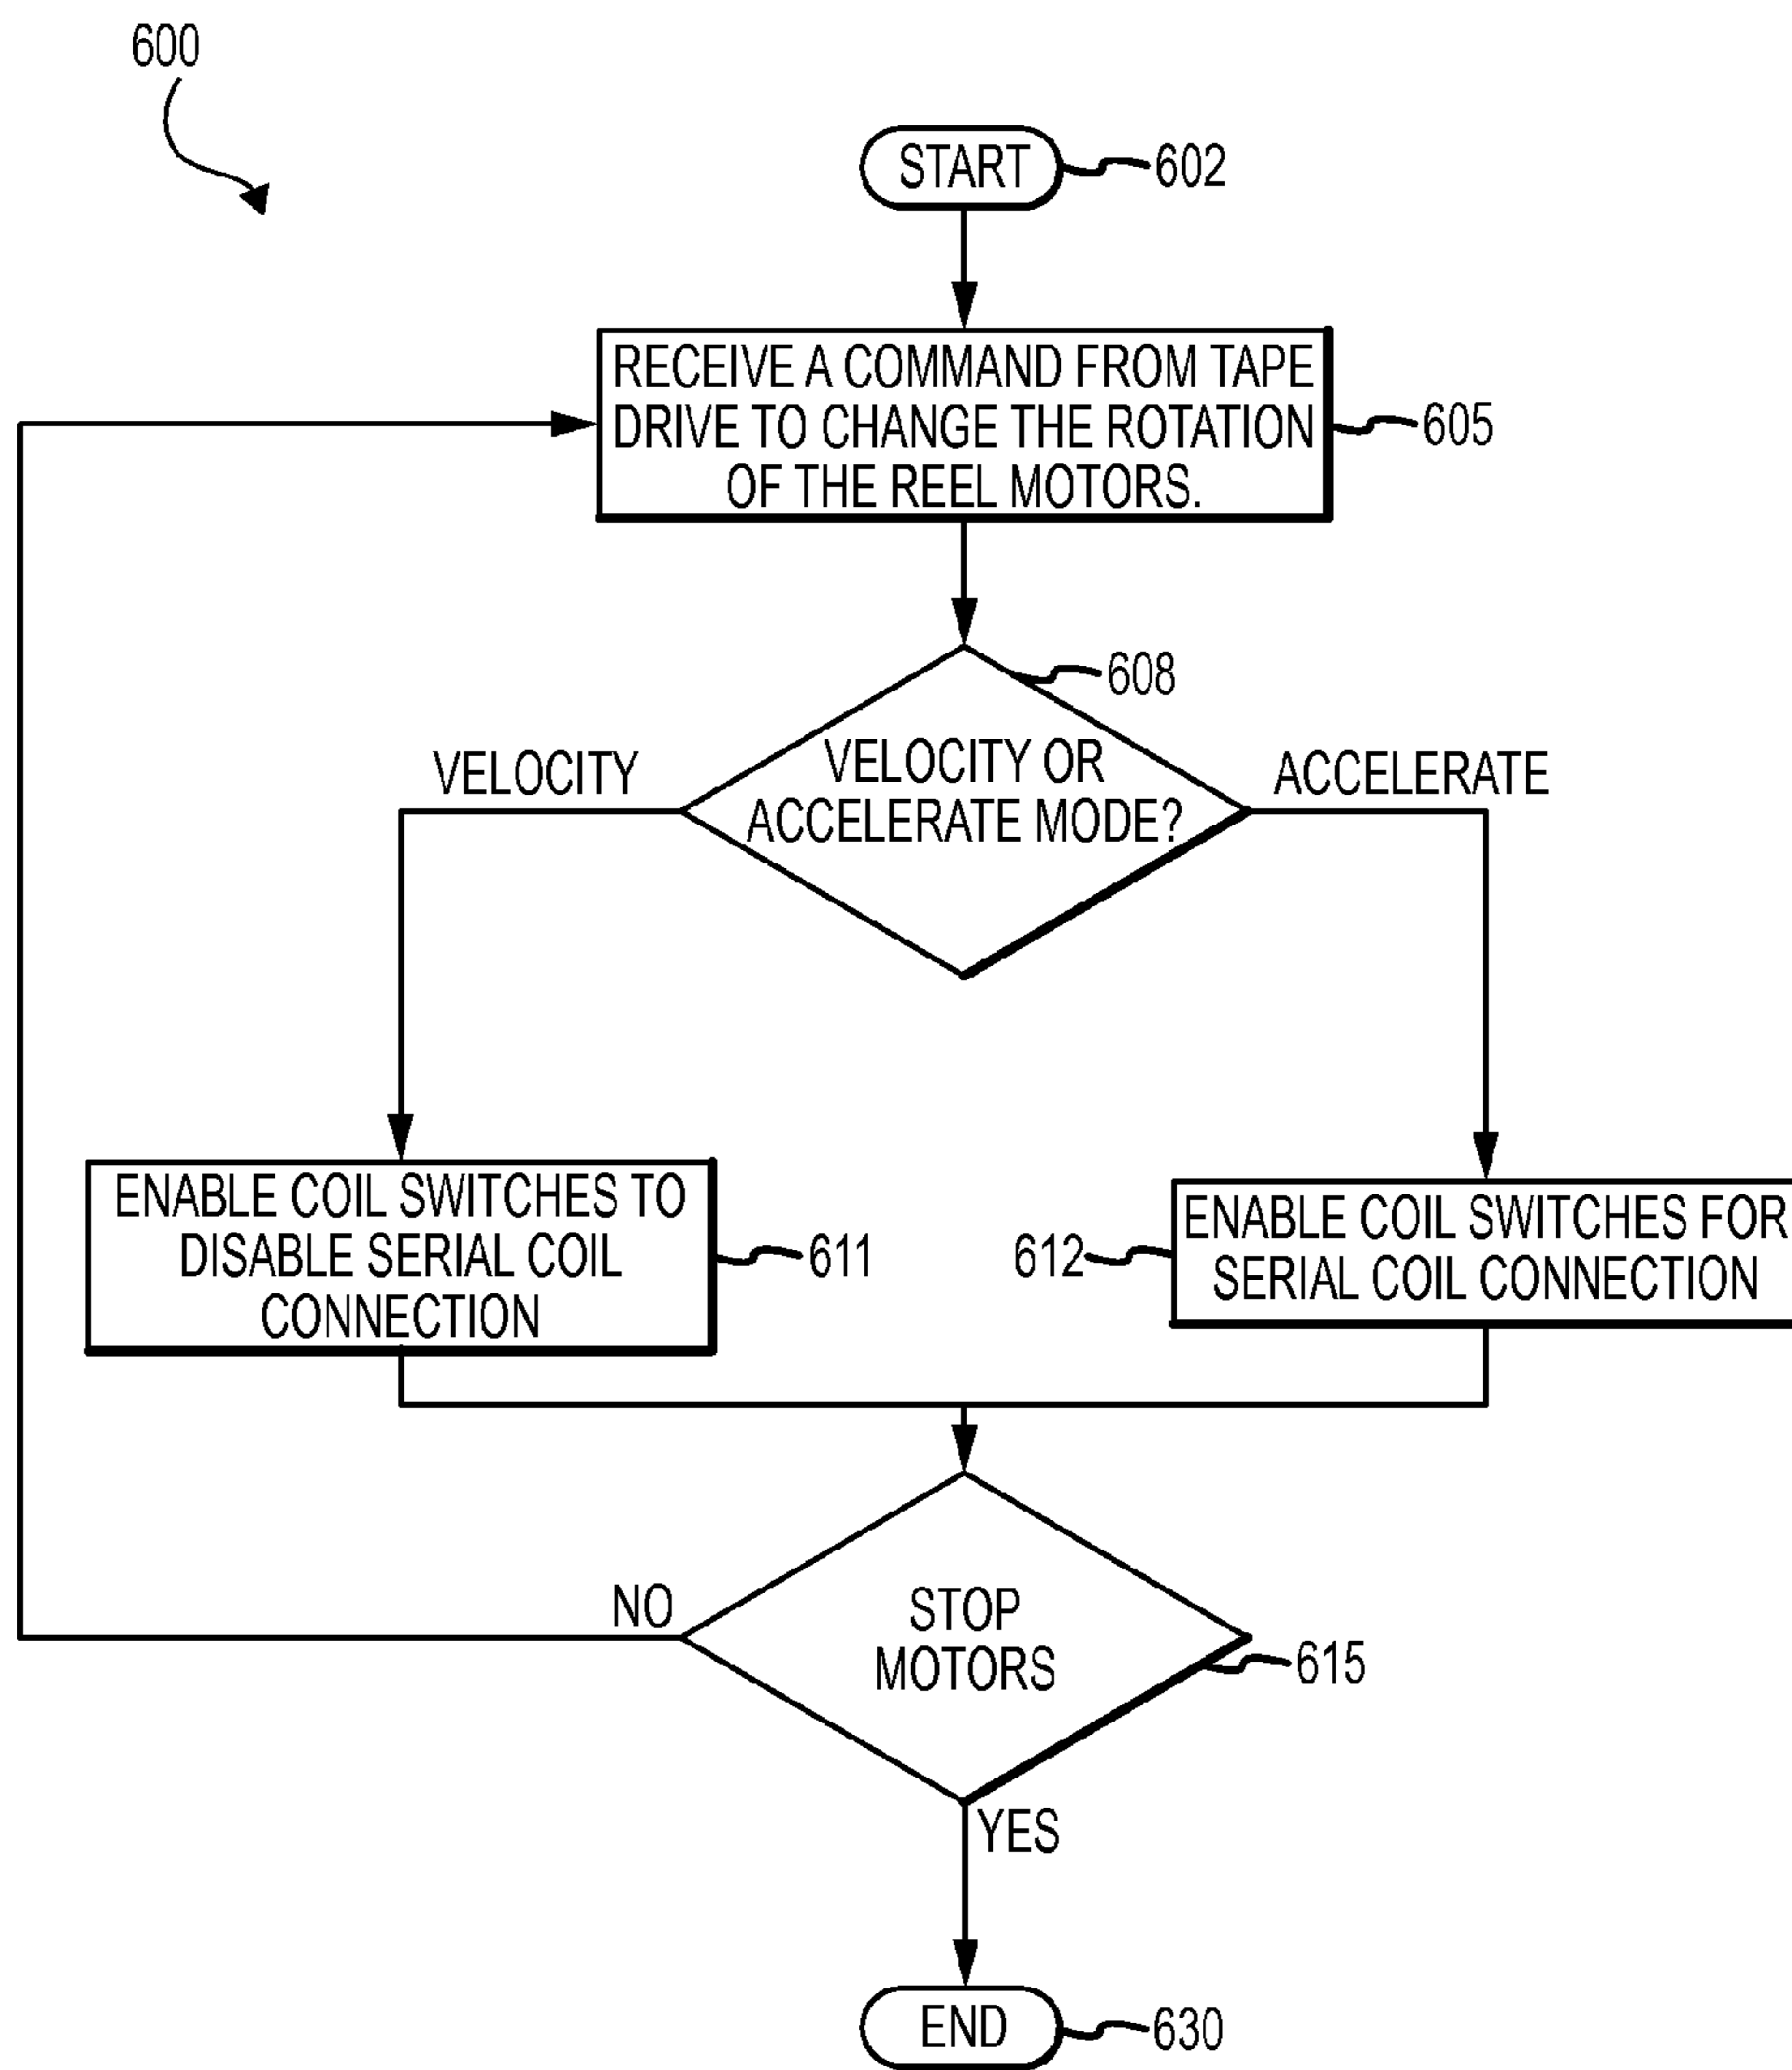 600
START
602
RECEIVE A COMMAND FROM TAPE
DRIVE TO CHANGE THE ROTATION
OF THE REEL MOTORS.
605
608
VELOCITY
VELOCITY OR
ACCELERATE MODE?
ACCELERATE
ENABLE COIL SWITCHES TO
DISABLE SERIAL COIL
CONNECTION
611
612
ENABLE COIL SWITCHES FOR
SERIAL COIL CONNECTION
NO
STOP
MOTORS
615
YES
END
630